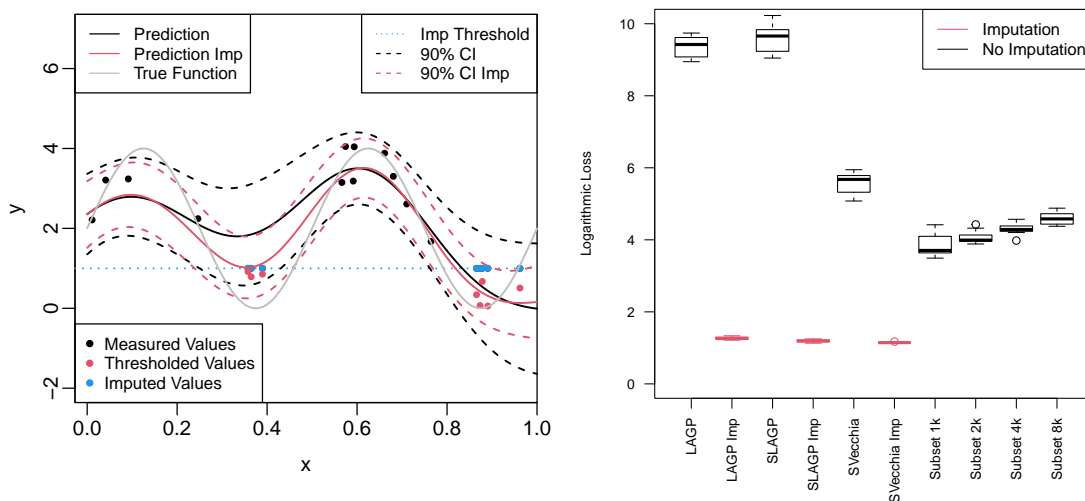 Prediction
Prediction Imp
True Function
Imp Threshold
90% CI
90% CI Imp
Measured Values
Thresholded Values
Imputed Values
y
6
4
2
0
−2
0.0 0.2 0.4 0.6 0.8 1.0
x
Imputation
No Imputation
Logarithmic Loss
10
8
6
4
2
0
LAGP
LAGP Imp
SLAGP
SLAGP Imp
SVecchia
SVecchia Imp
Subset 1k
Subset 2k
Subset 4k
Subset 8k